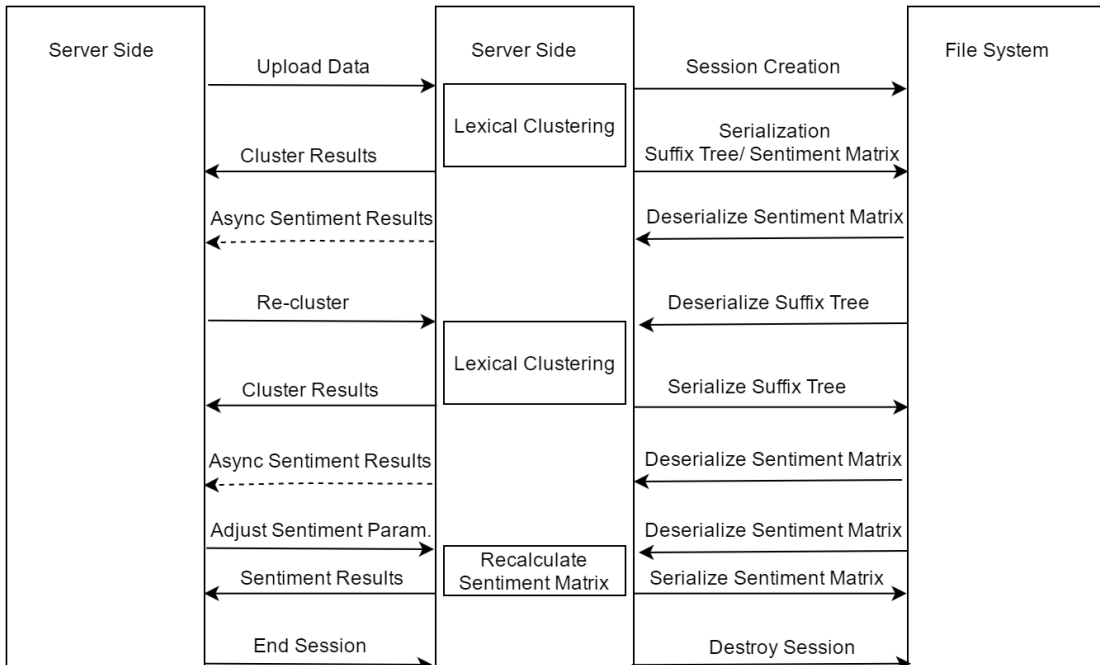 Server Side
Server Side
File System
Upload Data
Session Creation
Lexical Clustering
Serialization
Suffix Tree/ Sentiment Matrix
Cluster Results
Async Sentiment Results
Deserialize Sentiment Matrix
Re-cluster
Deserialize Suffix Tree
Lexical Clustering
Cluster Results
Serialize Suffix Tree
Async Sentiment Results
Deserialize Sentiment Matrix
Adjust Sentiment Param.
Deserialize Sentiment Matrix
Recalculate
Sentiment Matrix
Sentiment Results
Serialize Sentiment Matrix
End Session
Destroy Session